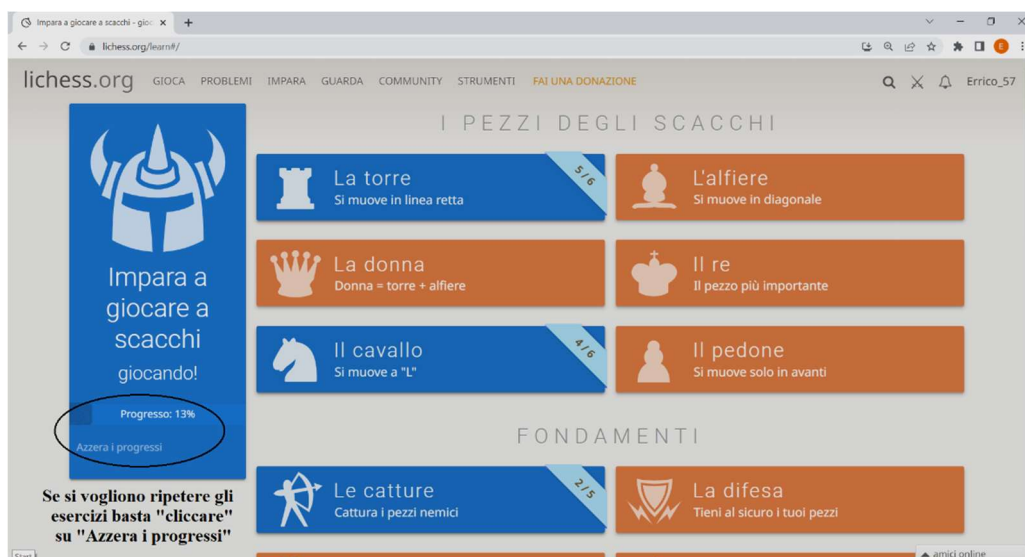 Impara a giocare a scacchi - gioc
lichess.org/learn#/
E
lichess.org GIOCA PROBLEMI IMPARA GUARDA COMMUNITY STRUMENTI FAI UNA DONAZIONE Errico_57
Impara a
giocare a
scacchi
giocando!
Progresso: 13%
Azzera i progressi
Se si vogliono ripetere gli
esercizi basta "cliccare"
su "Azzera i progressi"
I PEZZI DEGLI SCACCHI
La torre
Si muove in linea retta
5/6
L'alfiere
Si muove in diagonale
La donna
Donna = torre + alfiere
Il re
Il pezzo più importante
Il cavallo
Si muove a "L"
4/6
Il pedone
Si muove solo in avanti
FONDAMENTI
Le catture
Cattura i pezzi nemici
2/5
La difesa
Tieni al sicuro i tuoi pezzi
Start
amici online